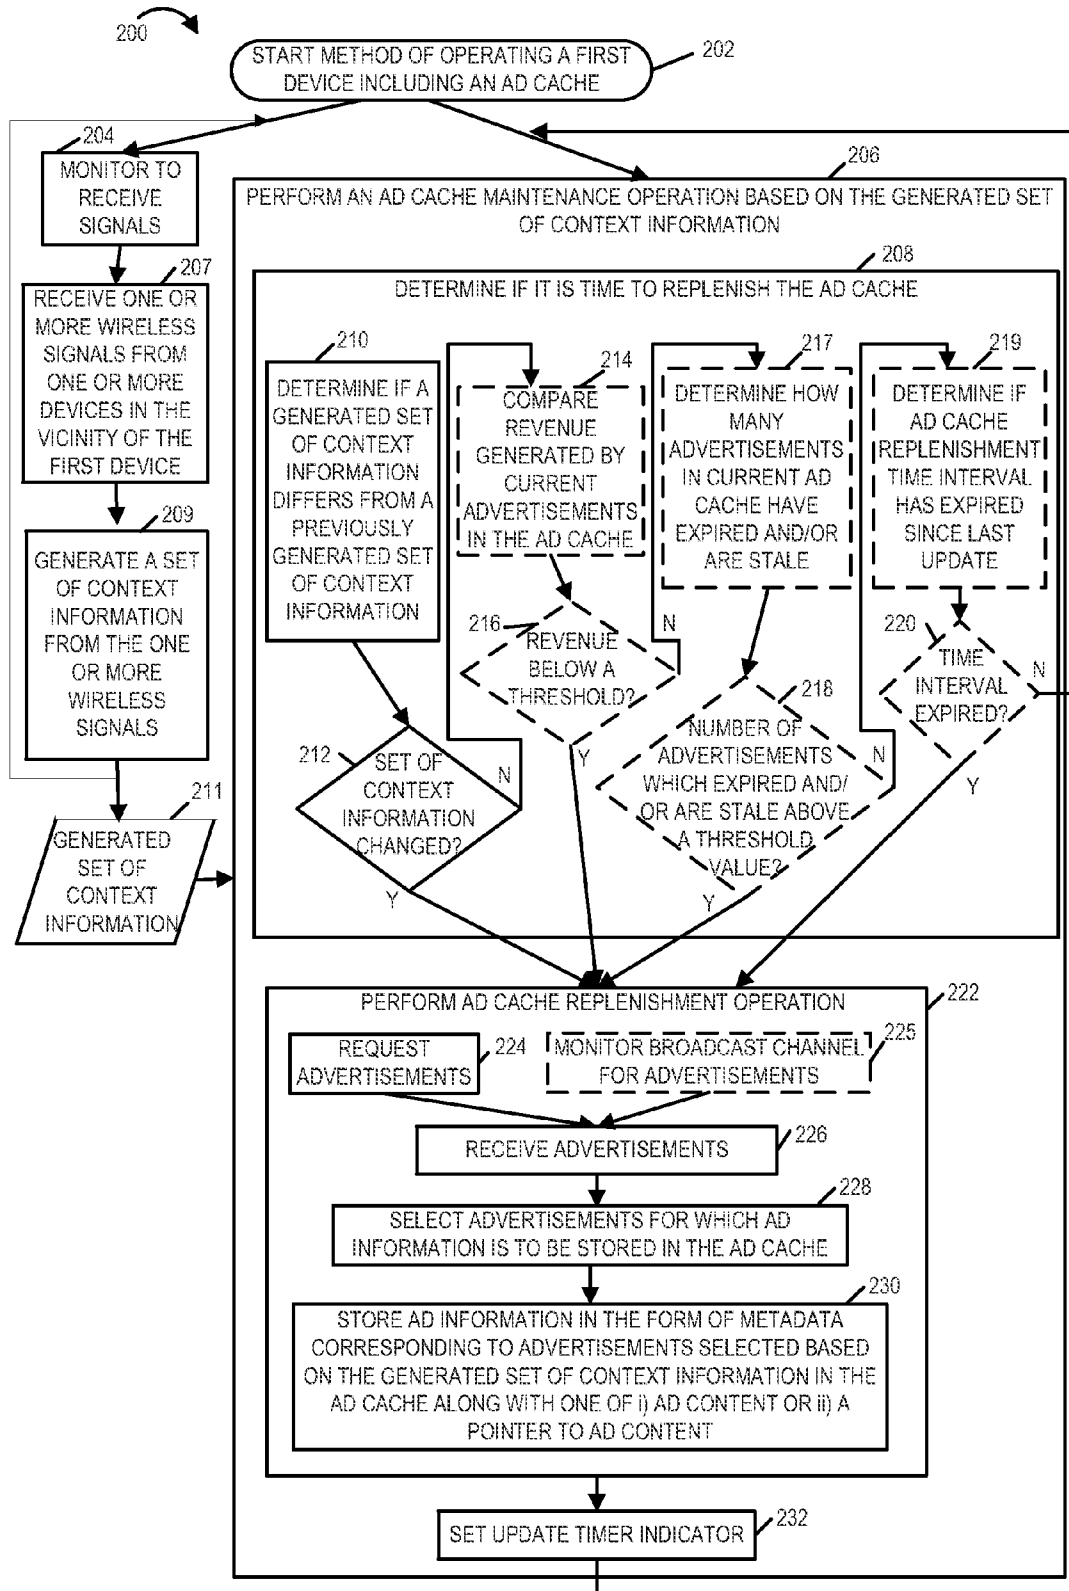 200
START METHOD OF OPERATING A FIRST
DEVICE INCLUDING AN AD CACHE
202
204
MONITOR TO
RECEIVE
SIGNALS
207
RECEIVE ONE OR
MORE WIRELESS
SIGNALS FROM
ONE OR MORE
DEVICES IN THE
VICINITY OF THE
FIRST DEVICE
209
GENERATE A SET
OF CONTEXT
INFORMATION
FROM THE ONE
OR MORE
WIRELESS
SIGNALS
211
GENERATED
SET OF
CONTEXT
INFORMATION
206
PERFORM AN AD CACHE MAINTENANCE OPERATION BASED ON THE GENERATED SET
OF CONTEXT INFORMATION
208
DETERMINE IF IT IS TIME TO REPLENISH THE AD CACHE
210
DETERMINE IF A
GENERATED SET
OF CONTEXT
INFORMATION
DIFFERS FROM A
PREVIOUSLY
GENERATED SET
OF CONTEXT
INFORMATION
212
SET OF
CONTEXT
INFORMATION
CHANGED?
N
Y
214
COMPARE
REVENUE
GENERATED BY
CURRENT
ADVERTISEMENTS
IN THE AD CACHE
216
REVENUE
BELOW A
THRESHOLD?
N
Y
217
DETERMINE HOW
MANY
ADVERTISEMENTS
IN CURRENT AD
CACHE HAVE
EXPIRED AND/OR
ARE STALE
218
NUMBER OF
ADVERTISEMENTS
WHICH EXPIRED AND/
OR ARE STALE ABOVE
A THRESHOLD
VALUE?
N
Y
219
DETERMINE IF
AD CACHE
REPLENISHMENT
TIME INTERVAL
HAS EXPIRED
SINCE LAST
UPDATE
220
TIME
INTERVAL
EXPIRED?
N
Y
222
PERFORM AD CACHE REPLENISHMENT OPERATION
REQUEST
ADVERTISEMENTS
224
MONITOR BROADCAST CHANNEL
FOR ADVERTISEMENTS
225
RECEIVE ADVERTISEMENTS
226
228
SELECT ADVERTISEMENTS FOR WHICH AD
INFORMATION IS TO BE STORED IN THE AD CACHE
230
STORE AD INFORMATION IN THE FORM OF METADATA
CORRESPONDING TO ADVERTISEMENTS SELECTED BASED
ON THE GENERATED SET OF CONTEXT INFORMATION IN THE
AD CACHE ALONG WITH ONE OF i) AD CONTENT OR ii) A
POINTER TO AD CONTENT
SET UPDATE TIMER INDICATOR
232